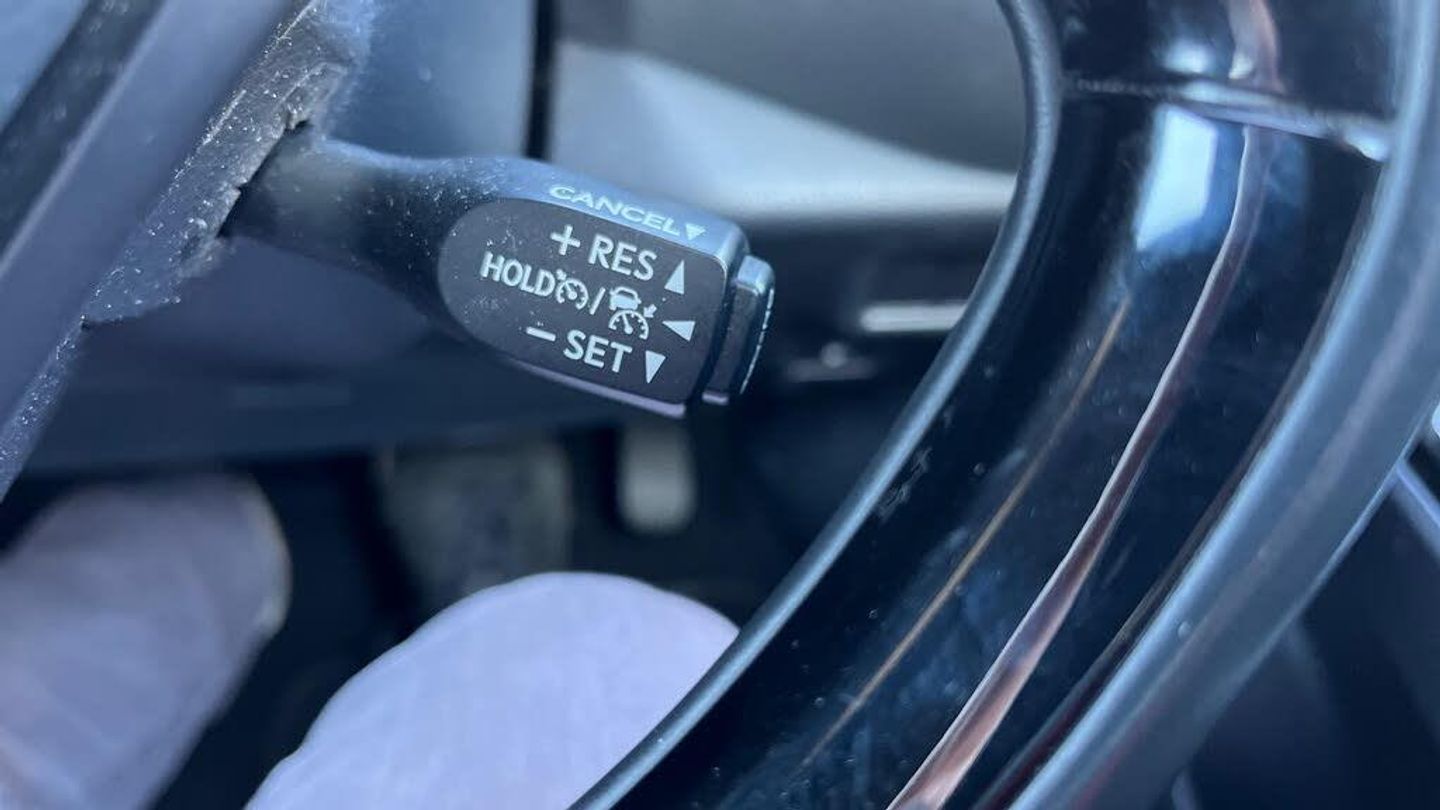 CANCEL▼
+ RES ▲
HOLD / ◀
− SET ▼